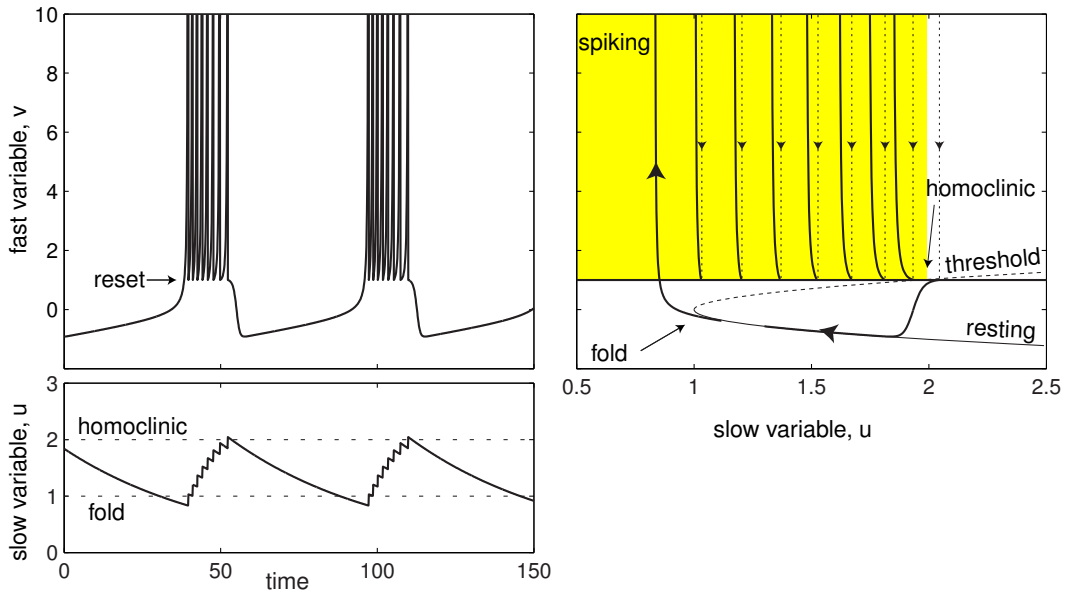 10
8
6
4
2
0
fast variable, v
reset
3
2
1
0
slow variable, u
homoclinic
fold
0
50
100
150
time
spiking
homoclinic
threshold
resting
fold
0.5
1
1.5
2
2.5
slow variable, u